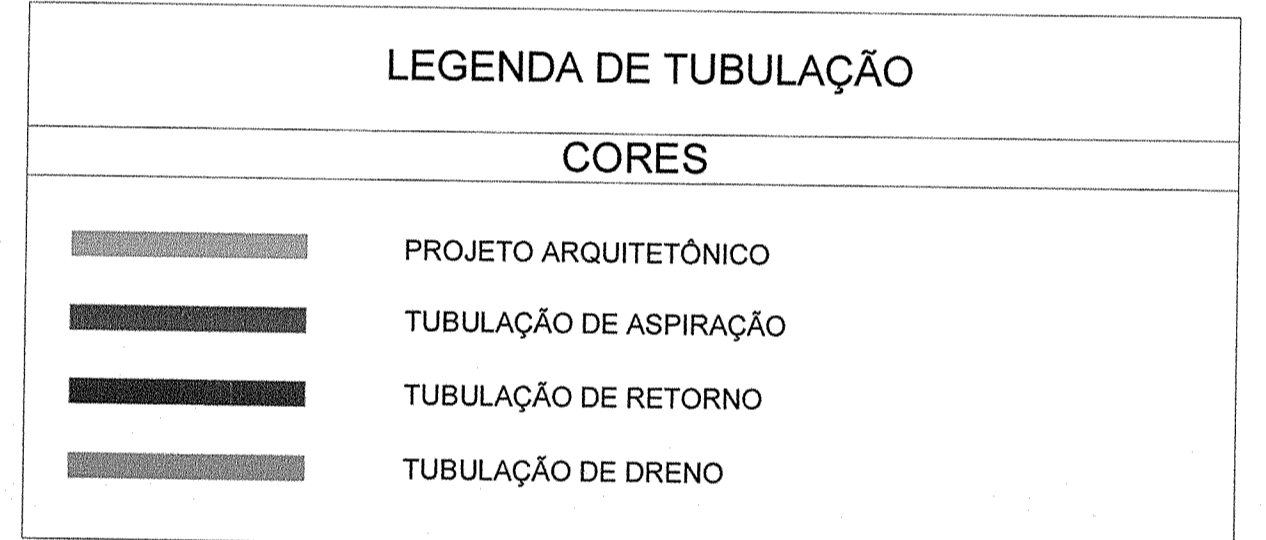 LEGENDA DE TUBULAÇÃO
CORES
PROJETO ARQUITETÔNICO
TUBULAÇÃO DE ASPIRAÇÃO
TUBULAÇÃO DE RETORNO
TUBULAÇÃO DE DRENO